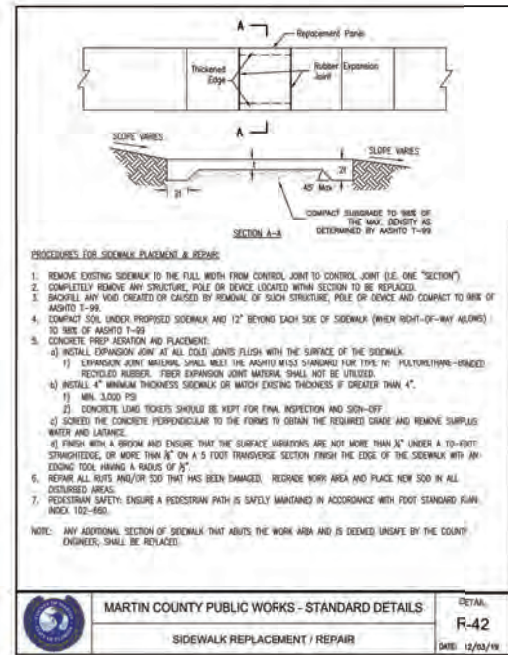 A
Replacement Panel
Thickened
Edge
Rubber Expansion
Joint
A
SLOPE VARIES
SLOPE VARIES
2t
2t
45° Max
COMPACT SUBGRADE TO 98% OF
THE MAX. DENSITY AS
DETERMINED BY AASHTO T-99
SECTION A-A
PROCEDURES FOR SIDEWALK PLACEMENT & REPAIR:
1. REMOVE EXISTING SIDEWALK TO THE FULL WIDTH FROM CONTROL JOINT TO CONTROL JOINT (I.E. ONE "SECTION")
2. COMPLETELY REMOVE ANY STRUCTURE, POLE OR DEVICE LOCATED WITHIN SECTION TO BE REPLACED.
3. BACKFILL ANY VOID CREATED OR CAUSED BY REMOVAL OF SUCH STRUCTURE, POLE OR DEVICE AND COMPACT TO 98% OF
AASHTO T-99.
4. COMPACT SOIL UNDER PROPOSED SIDEWALK AND 12" BEYOND EACH SIDE OF SIDEWALK (WHEN RIGHT-OF-WAY ALLOWS)
TO 98% OF AASHTO T-99
5. CONCRETE PREPARATION AND PLACEMENT:
a) INSTALL EXPANSION JOINT AT ALL COLD JOINTS FLUSH WITH THE SURFACE OF THE SIDEWALK.
1) EXPANSION JOINT MATERIAL SHALL MEET THE AASHTO M153 STANDARD FOR TYPE IV: POLYURETHANE-BONDED
RECYCLED RUBBER. FIBER EXPANSION JOINT MATERIAL SHALL NOT BE UTILIZED.
b) INSTALL 4" MINIMUM THICKNESS SIDEWALK OR MATCH EXISTING THICKNESS IF GREATER THAN 4".
1) MIN. 3,000 PSI
2) CONCRETE LOAD TICKETS SHOULD BE KEPT FOR FINAL INSPECTION AND SIGN-OFF
c) SCREED THE CONCRETE PERPENDICULAR TO THE FORMS TO OBTAIN THE REQUIRED GRADE AND REMOVE SURPLUS
WATER AND LAITANCE.
d) FINISH WITH A BROOM AND ENSURE THAT THE SURFACE VARIATIONS ARE NOT MORE THAN UNDER A TO-FOOT
STRAIGHTEDGE, OR MORE THAN ON A 5 FOOT TRANSVERSE SECTION FINISH THE EDGE OF THE SIDEWALK WITH AN
EDGING TOOL HAVING A RADIUS OF
6. REPAIR ALL RUTS AND/OR SOD THAT HAS BEEN DAMAGED. REGRADE WORK AREA AND PLACE NEW SOD IN ALL
DISTURBED AREAS.
7. PEDESTRIAN SAFETY: ENSURE A PEDESTRIAN PATH IS SAFELY MAINTAINED IN ACCORDANCE WITH FDOT STANDARD PLAN
INDEX 102-660.
NOTE: ANY ADDITIONAL SECTION OF SIDEWALK THAT ABUTS THE WORK AREA AND IS DEEMED UNSAFE BY THE COUNTY
ENGINEER, SHALL BE REPLACED.
MARTIN COUNTY PUBLIC WORKS - STANDARD DETAILS
SIDEWALK REPLACEMENT / REPAIR
DETAIL
R-42
DATE: 12/03/19